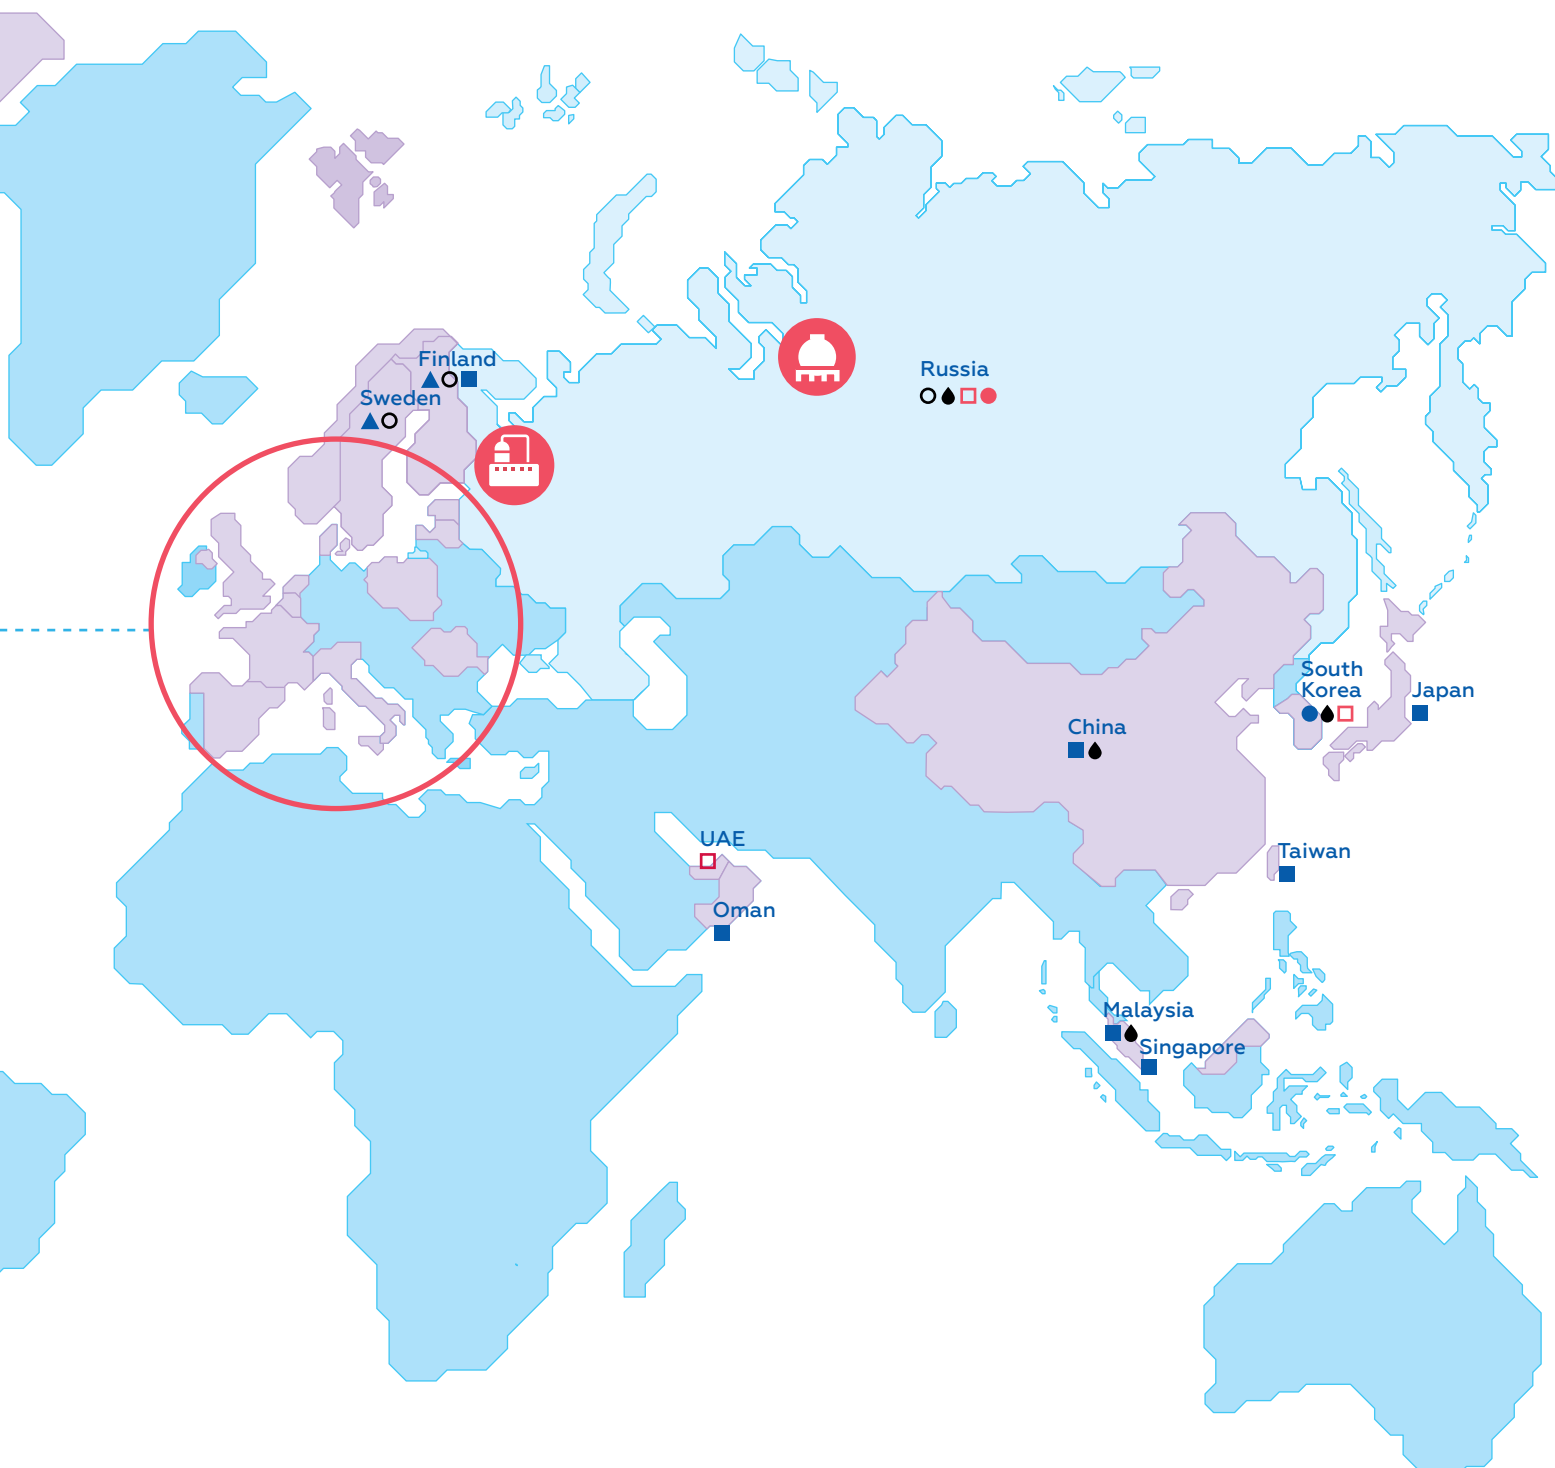 Finland
Sweden
Russia
South
Korea
Japan
China
UAE
Taiwan
Oman
Malaysia
Singapore